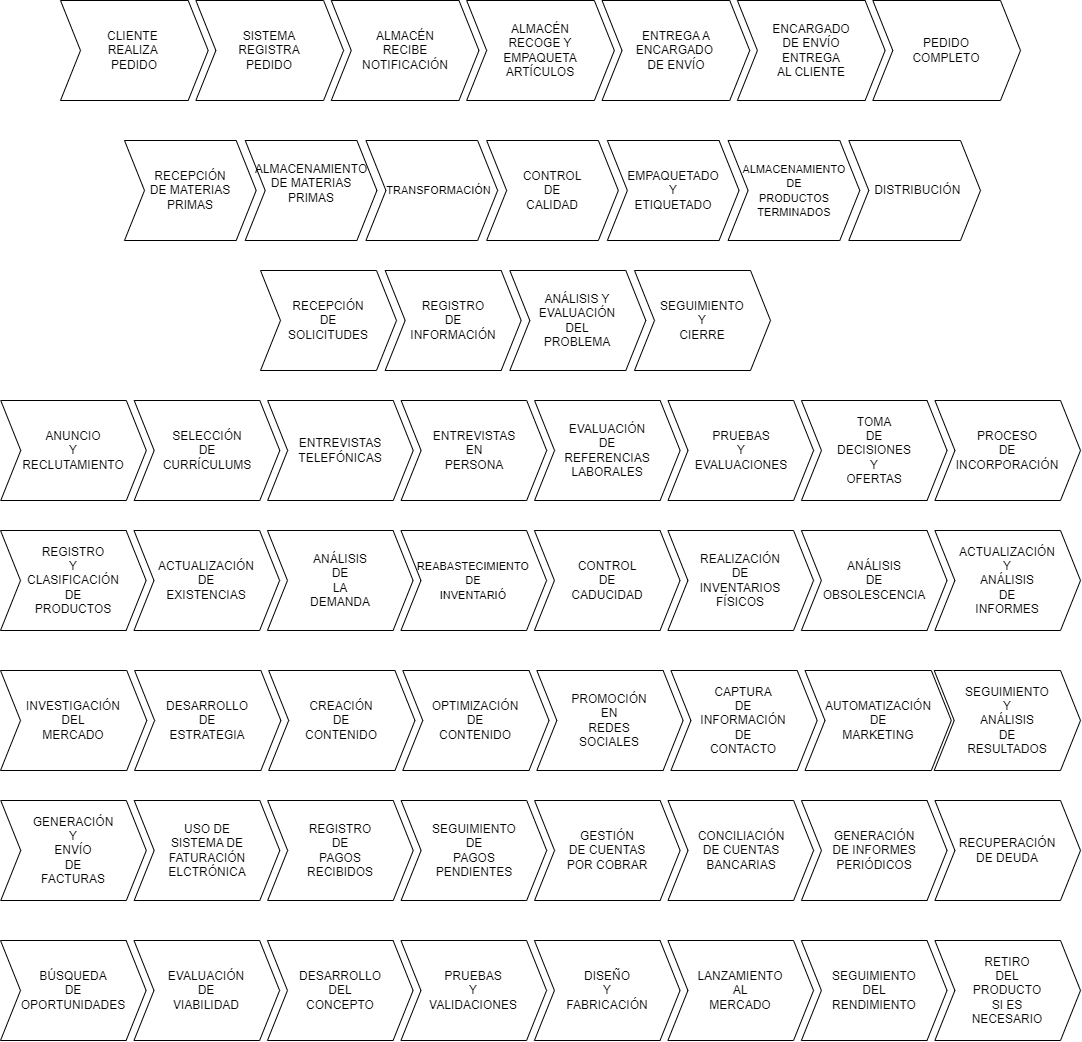 CLIENTE
REALIZA
PEDIDO
SISTEMA
REGISTRA
PEDIDO
ALMACÉN
RECIBE
NOTIFICACIÓN
ALMACÉN
RECOGE Y
EMPAQUETA
ARTÍCULOS
ENTREGA A
ENCARGADO
DE ENVÍO
ENCARGADO
DE ENVÍO
ENTREGA
AL CLIENTE
PEDIDO
COMPLETO
RECEPCIÓN
DE MATERIAS
PRIMAS
ALMACENAMIENTO
DE MATERIAS
PRIMAS
TRANSFORMACIÓN
CONTROL
DE
CALIDAD
EMPAQUETADO
Y
ETIQUETADO
ALMACENAMIENTO
DE
PRODUCTOS
TERMINADOS
DISTRIBUCIÓN
RECEPCIÓN
DE
SOLICITUDES
REGISTRO
DE
INFORMACIÓN
ANÁLISIS Y
EVALUACIÓN
DEL
PROBLEMA
SEGUIMIENTO
Y
CIERRE
ANUNCIO
Y
RECLUTAMIENTO
SELECCIÓN
DE
CURRÍCULUMS
ENTREVISTAS
TELEFÓNICAS
ENTREVISTAS
EN
PERSONA
EVALUACIÓN
DE
REFERENCIAS
LABORALES
PRUEBAS
Y
EVALUACIONES
TOMA
DE
DECISIONES
Y
OFERTAS
PROCESO
DE
INCORPORACIÓN
REGISTRO
Y
CLASIFICACIÓN
DE
PRODUCTOS
ACTUALIZACIÓN
DE
EXISTENCIAS
ANÁLISIS
DE
LA
DEMANDA
REABASTECIMIENTO
DE
INVENTARIÓ
CONTROL
DE
CADUCIDAD
REALIZACIÓN
DE
INVENTARIOS
FÍSICOS
ANÁLISIS
DE
OBSOLESCENCIA
ACTUALIZACIÓN
Y
ANÁLISIS
DE
INFORMES
INVESTIGACIÓN
DEL
MERCADO
DESARROLLO
DE
ESTRATEGIA
CREACIÓN
DE
CONTENIDO
OPTIMIZACIÓN
DE
CONTENIDO
PROMOCIÓN
EN
REDES
SOCIALES
CAPTURA
DE
INFORMACIÓN
DE
CONTACTO
AUTOMATIZACIÓN
DE
MARKETING
SEGUIMIENTO
Y
ANÁLISIS
DE
RESULTADOS
GENERACIÓN
Y
ENVÍO
DE
FACTURAS
USO DE
SISTEMA DE
FATURACIÓN
ELCTRÓNICA
REGISTRO
DE
PAGOS
RECIBIDOS
SEGUIMIENTO
DE
PAGOS
PENDIENTES
GESTIÓN
DE CUENTAS
POR COBRAR
CONCILIACIÓN
DE CUENTAS
BANCARIAS
GENERACIÓN
DE INFORMES
PERIÓDICOS
RECUPERACIÓN
DE DEUDA
BÚSQUEDA
DE
OPORTUNIDADES
EVALUACIÓN
DE
VIABILIDAD
DESARROLLO
DEL
CONCEPTO
PRUEBAS
Y
VALIDACIONES
DISEÑO
Y
FABRICACIÓN
LANZAMIENTO
AL
MERCADO
SEGUIMIENTO
DEL
RENDIMIENTO
RETIRO
DEL
PRODUCTO
SI ES
NECESARIO